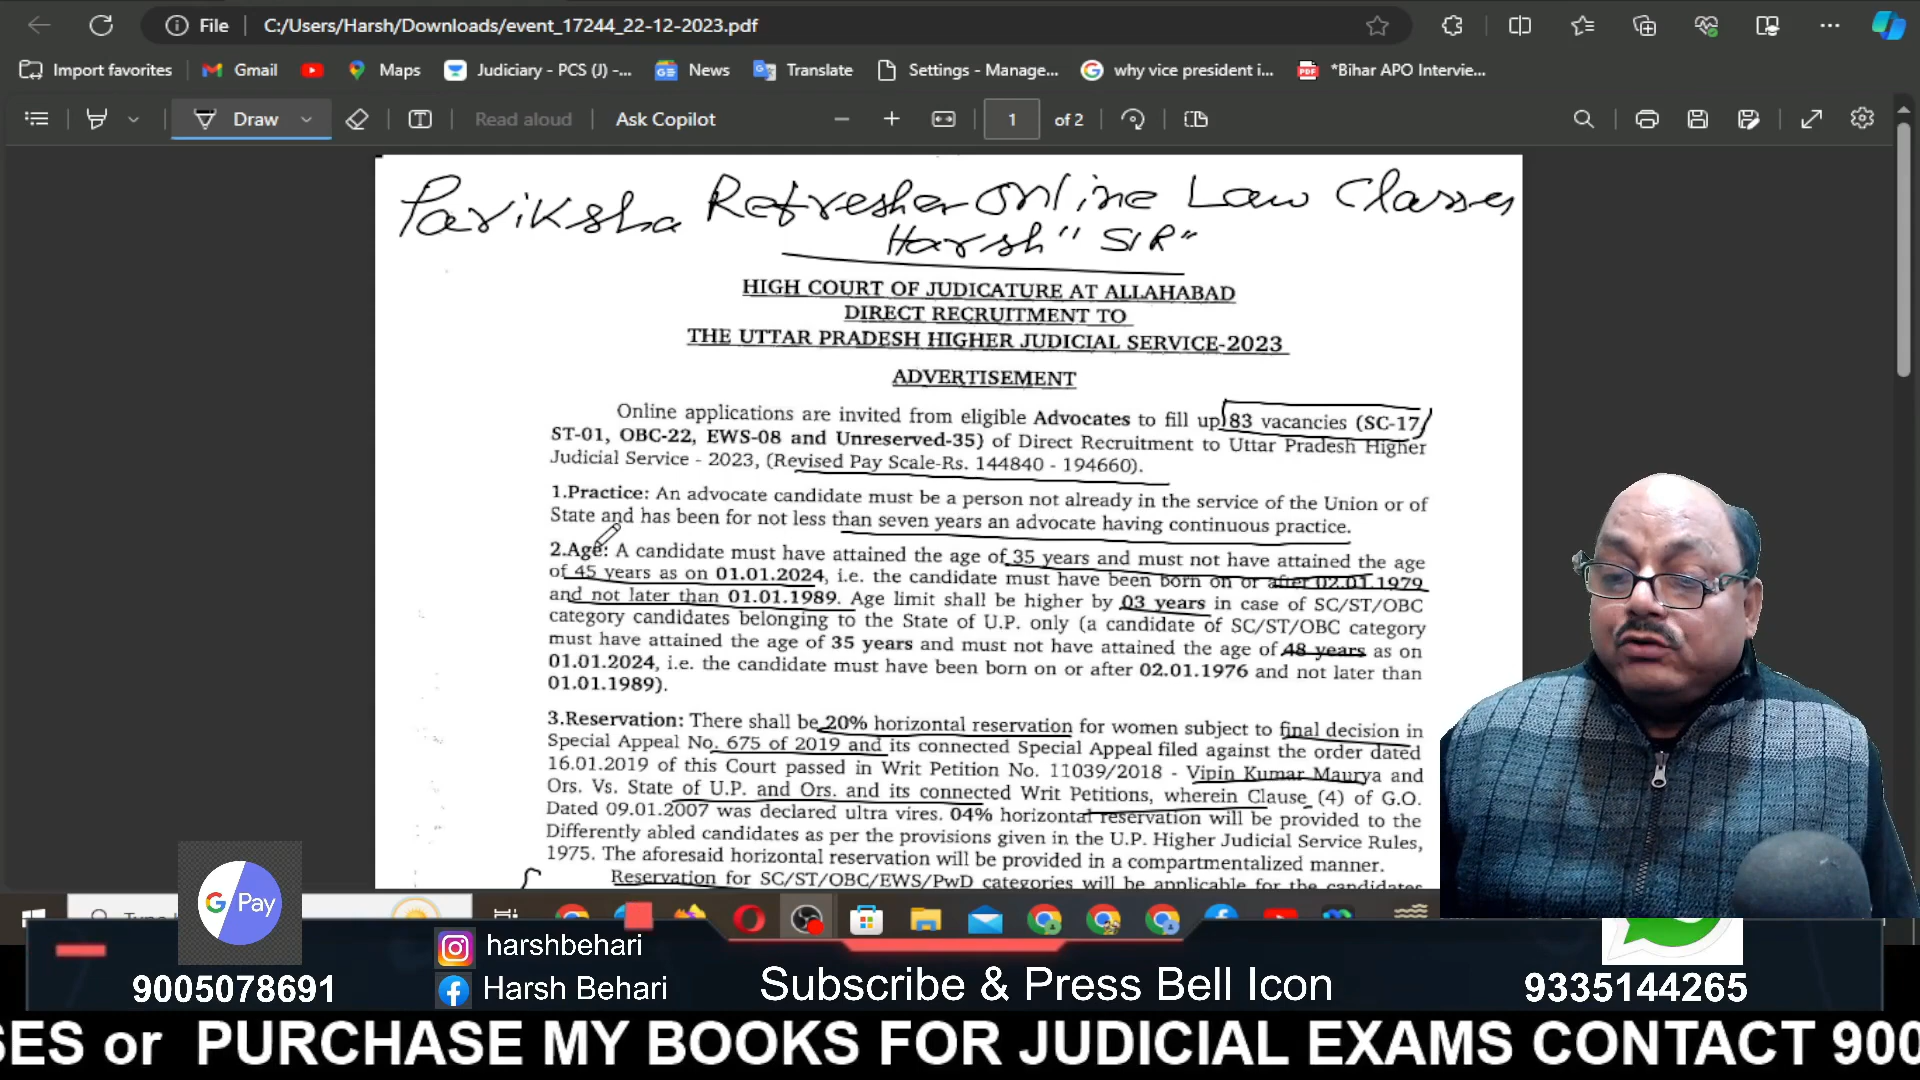 File C:/Users/Harsh/Downloads/event_17244_22-12-2023.pdf
Import favorites Gmail Maps Judiciary - PCS (J) -... News Translate Settings - Manage... why vice president i... *Bihar APO Intervie...
Draw Read aloud Ask Copilot 1 of 2
Pariksha Refresher Online Law Classes
Harsh "SIR"
HIGH COURT OF JUDICATURE AT ALLAHABAD
DIRECT RECRUITMENT TO
THE UTTAR PRADESH HIGHER JUDICIAL SERVICE-2023
ADVERTISEMENT
Online applications are invited from eligible Advocates to fill up 83 vacancies (SC-17,
ST-01, OBC-22, EWS-08 and Unreserved-35) of Direct Recruitment to Uttar Pradesh Higher
Judicial Service - 2023, (Revised Pay Scale-Rs. 144840 - 194660).
1.Practice: An advocate candidate must be a person not already in the service of the Union or of
State and has been for not less than seven years an advocate having continuous practice.
2.Age: A candidate must have attained the age of 35 years and must not have attained the age
of 45 years as on 01.01.2024, i.e. the candidate must have been born on or after 02.01.1979
and not later than 01.01.1989. Age limit shall be higher by 03 years in case of SC/ST/OBC
category candidates belonging to the State of U.P. only (a candidate of SC/ST/OBC category
must have attained the age of 35 years and must not have attained the age of 48 years as on
01.01.2024, i.e. the candidate must have been born on or after 02.01.1976 and not later than
01.01.1989).
3.Reservation: There shall be 20% horizontal reservation for women subject to final decision in
Special Appeal No. 675 of 2019 and its connected Special Appeal filed against the order dated
16.01.2019 of this Court passed in Writ Petition No. 11039/2018 - Vipin Kumar Maurya and
Ors. Vs. State of U.P. and Ors. and its connected Writ Petitions, wherein Clause (4) of G.O.
Dated 09.01.2007 was declared ultra vires. 04% horizontal reservation will be provided to the
Differently abled candidates as per the provisions given in the U.P. Higher Judicial Service Rules,
1975. The aforesaid horizontal reservation will be provided in a compartmentalized manner.
Reservation for SC/ST/OBC/EWS/PwD categories will be applicable for the candidates
G Pay
9005078691
harshbehari
Harsh Behari
Subscribe & Press Bell Icon
9335144265
SES or PURCHASE MY BOOKS FOR JUDICIAL EXAMS CONTACT 900